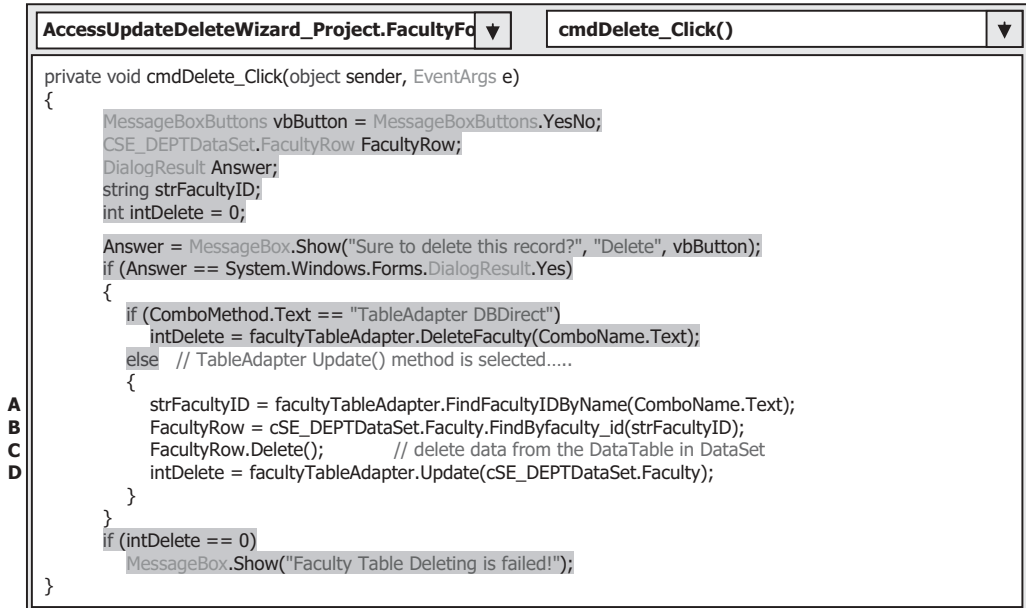 AccessUpdateDeleteWizard_Project.FacultyFo
cmdDelete_Click()
private void cmdDelete_Click(object sender, EventArgs e)
{
MessageBoxButtons vbButton = MessageBoxButtons.YesNo;
CSE_DEPTDataSet.FacultyRow FacultyRow;
DialogResult Answer;
string strFacultyID;
int intDelete = 0;
Answer = MessageBox.Show("Sure to delete this record?", "Delete", vbButton);
if (Answer == System.Windows.Forms.DialogResult.Yes)
{
if (ComboMethod.Text == "TableAdapter DBDirect")
intDelete = facultyTableAdapter.DeleteFaculty(ComboName.Text);
else // TableAdapter Update() method is selected.....
{
A strFacultyID = facultyTableAdapter.FindFacultyIDByName(ComboName.Text);
B FacultyRow = cSE_DEPTDataSet.Faculty.FindByfaculty_id(strFacultyID);
C FacultyRow.Delete(); // delete data from the DataTable in DataSet
D intDelete = facultyTableAdapter.Update(cSE_DEPTDataSet.Faculty);
}
}
if (intDelete == 0)
MessageBox.Show("Faculty Table Deleting is failed!");
}